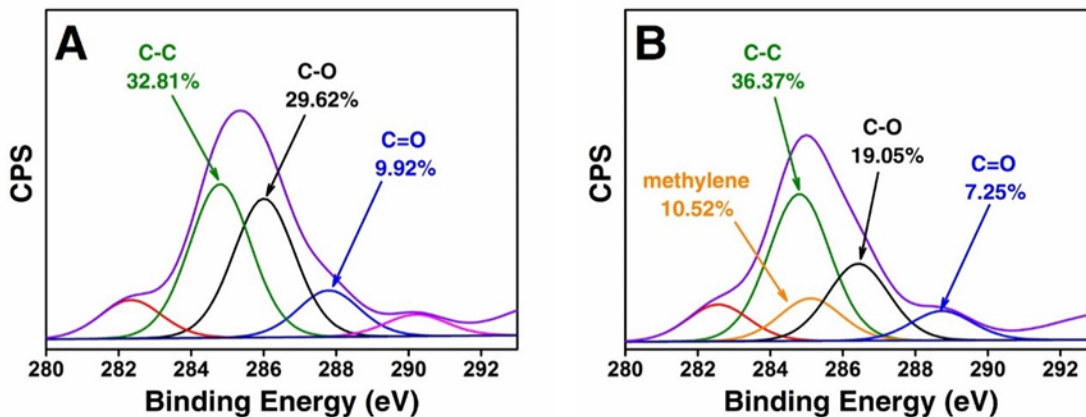 A
C-C
32.81%
C-O
29.62%
C=O
9.92%
CPS
280 282 284 286 288 290 292
Binding Energy (eV)
B
C-C
36.37%
C-O
19.05%
methylene
10.52%
C=O
7.25%
CPS
280 282 284 286 288 290 292
Binding Energy (eV)